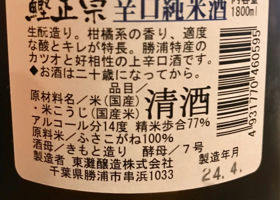 鰹正宗 辛口純米酒
内容量
1800ml
生酛造り。柑橘系の香り、適度
な酸とキレが特長。勝浦特産の
カツオと好相性の上辛口酒です。
◆お酒は二十歳になってから。
品目/
清酒
原材料名/米(国産)
・米こうじ(国産米)
アルコール分14度 精米歩合77%
原料米/ふさこがね100%
酒母/きもと造り 酵母/7号
製造者 東灘醸造株式会社
千葉県勝浦市串浜1033
4931770460595
製造年月
24.4.